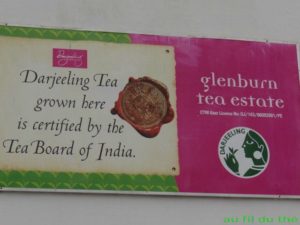 Darjeeling
Darjeeling Tea
grown here
is certified by the
Tea Board of India.
glenburn
tea estate
DARJEELING
au fil du thé